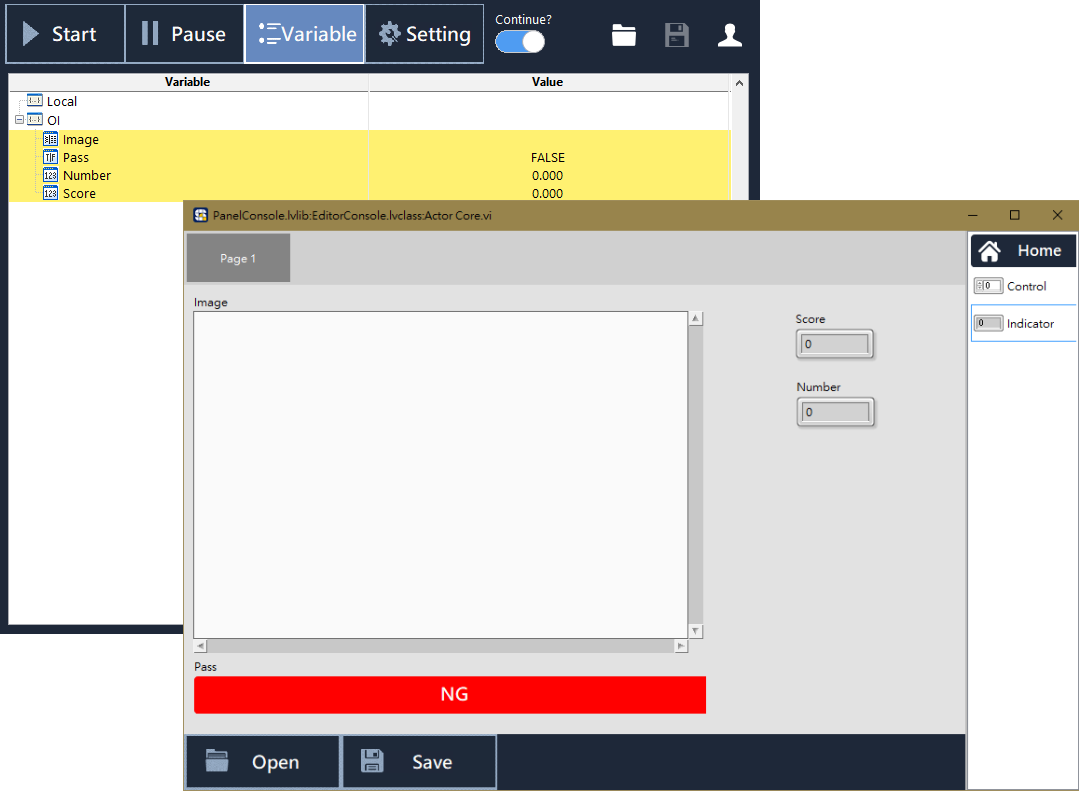 Start
Pause
Variable
Setting
Continue?
Variable Value
Local
OI
Image
Pass FALSE
Number 0.000
Score 0.000
PanelConsole.lvlib:EditorConsole.lvclass:Actor Core.vi
Page 1
Home
Control
Indicator
Image
Score
0
Number
0
Pass
NG
Open
Save